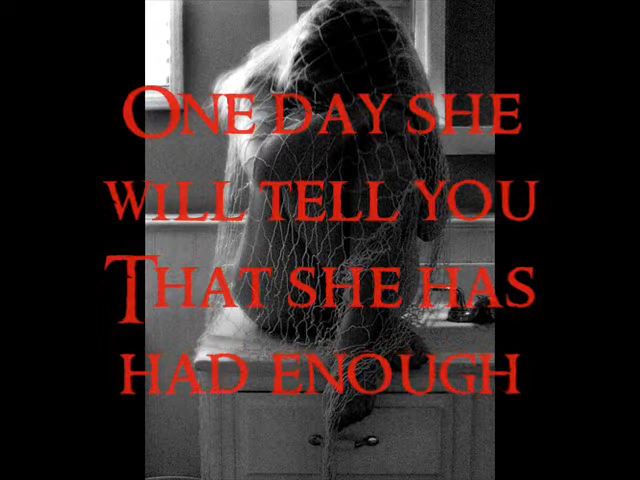 One day she
will tell you
That she has
had enough